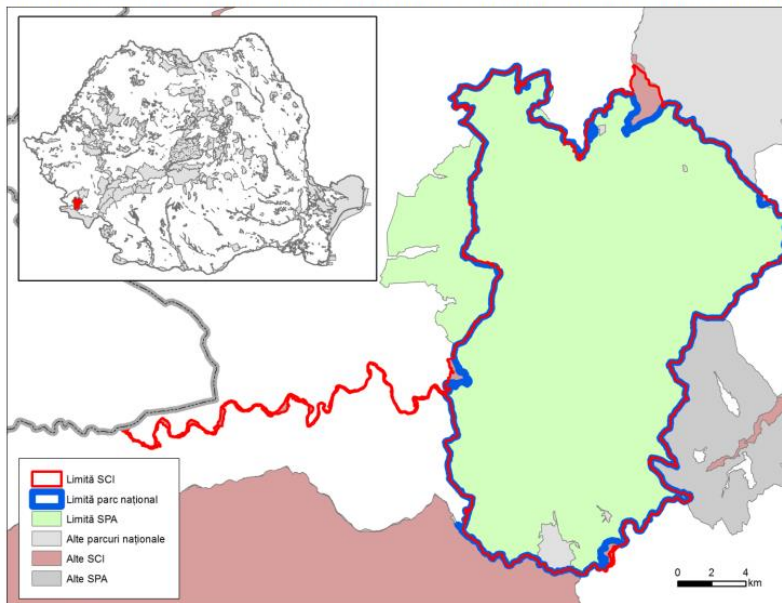 Limită SCI
Limită parc național
Limită SPA
Alte parcuri naționale
Alte SCI
Alte SPA
0 2 4
km